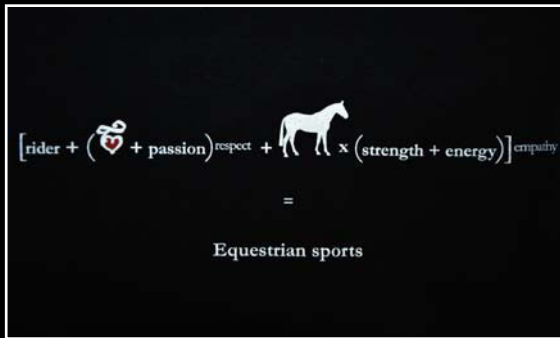 [rider + ( + passion)respect + x (strength + energy)]empathy
=
Equestrian sports